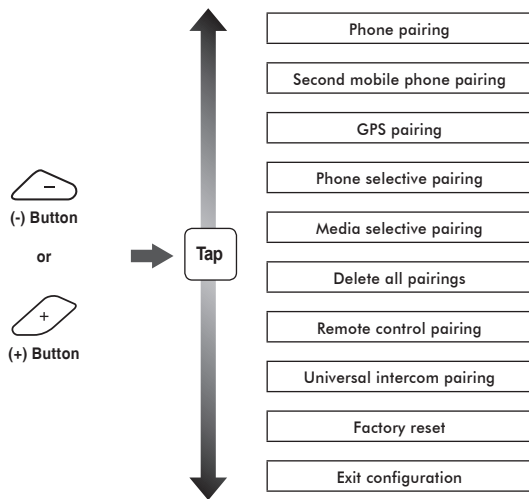 Phone pairing
Second mobile phone pairing
GPS pairing
Phone selective pairing
Media selective pairing
Delete all pairings
Remote control pairing
Universal intercom pairing
Factory reset
Exit configuration
−
(-) Button
or
+
(+) Button
Tap